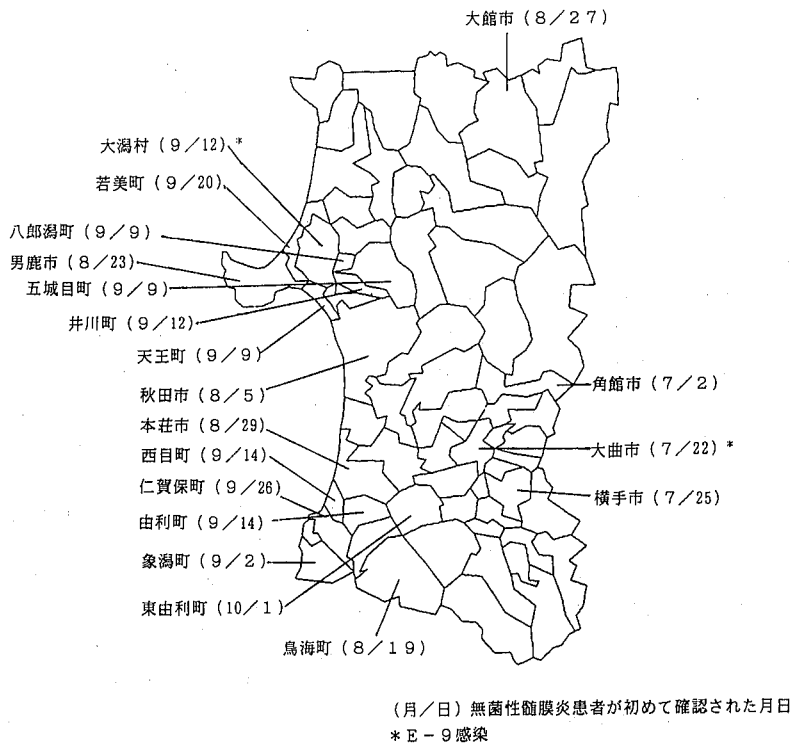 大館市（8／27）
大潟村（9／12）*
若美町（9／20）
八郎潟町（9／9）
男鹿市（8／23）
五城目町（9／9）
井川町（9／12）
天王町（9／9）
秋田市（8／5）
本荘市（8／29）
西目町（9／14）
仁賀保町（9／26）
由利町（9／14）
象潟町（9／2）
東由利町（10／1）
鳥海町（8／19）
角館市（7／2）
大曲市（7／22）*
横手市（7／25）
（月／日）無菌性髄膜炎患者が初めて確認された月日
*E－9感染